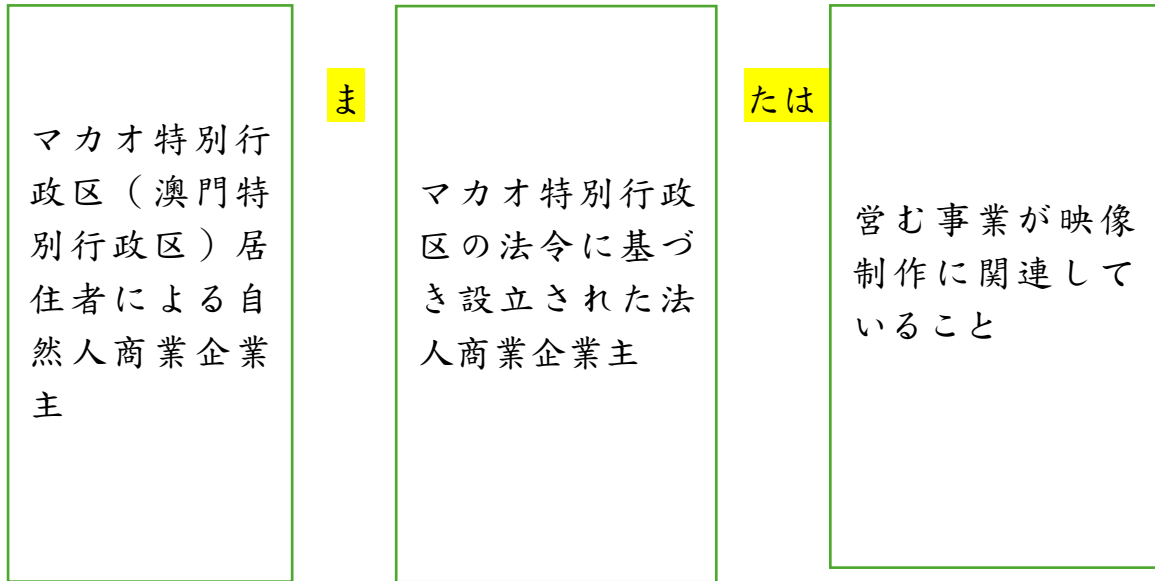 マカオ特別行
政区（澳門特
別行政区）居
住者による自
然人商業企業
主
ま
マカオ特別行政
区の法令に基づ
き設立された法
人商業企業主
たは
営む事業が映像
制作に関連して
いること